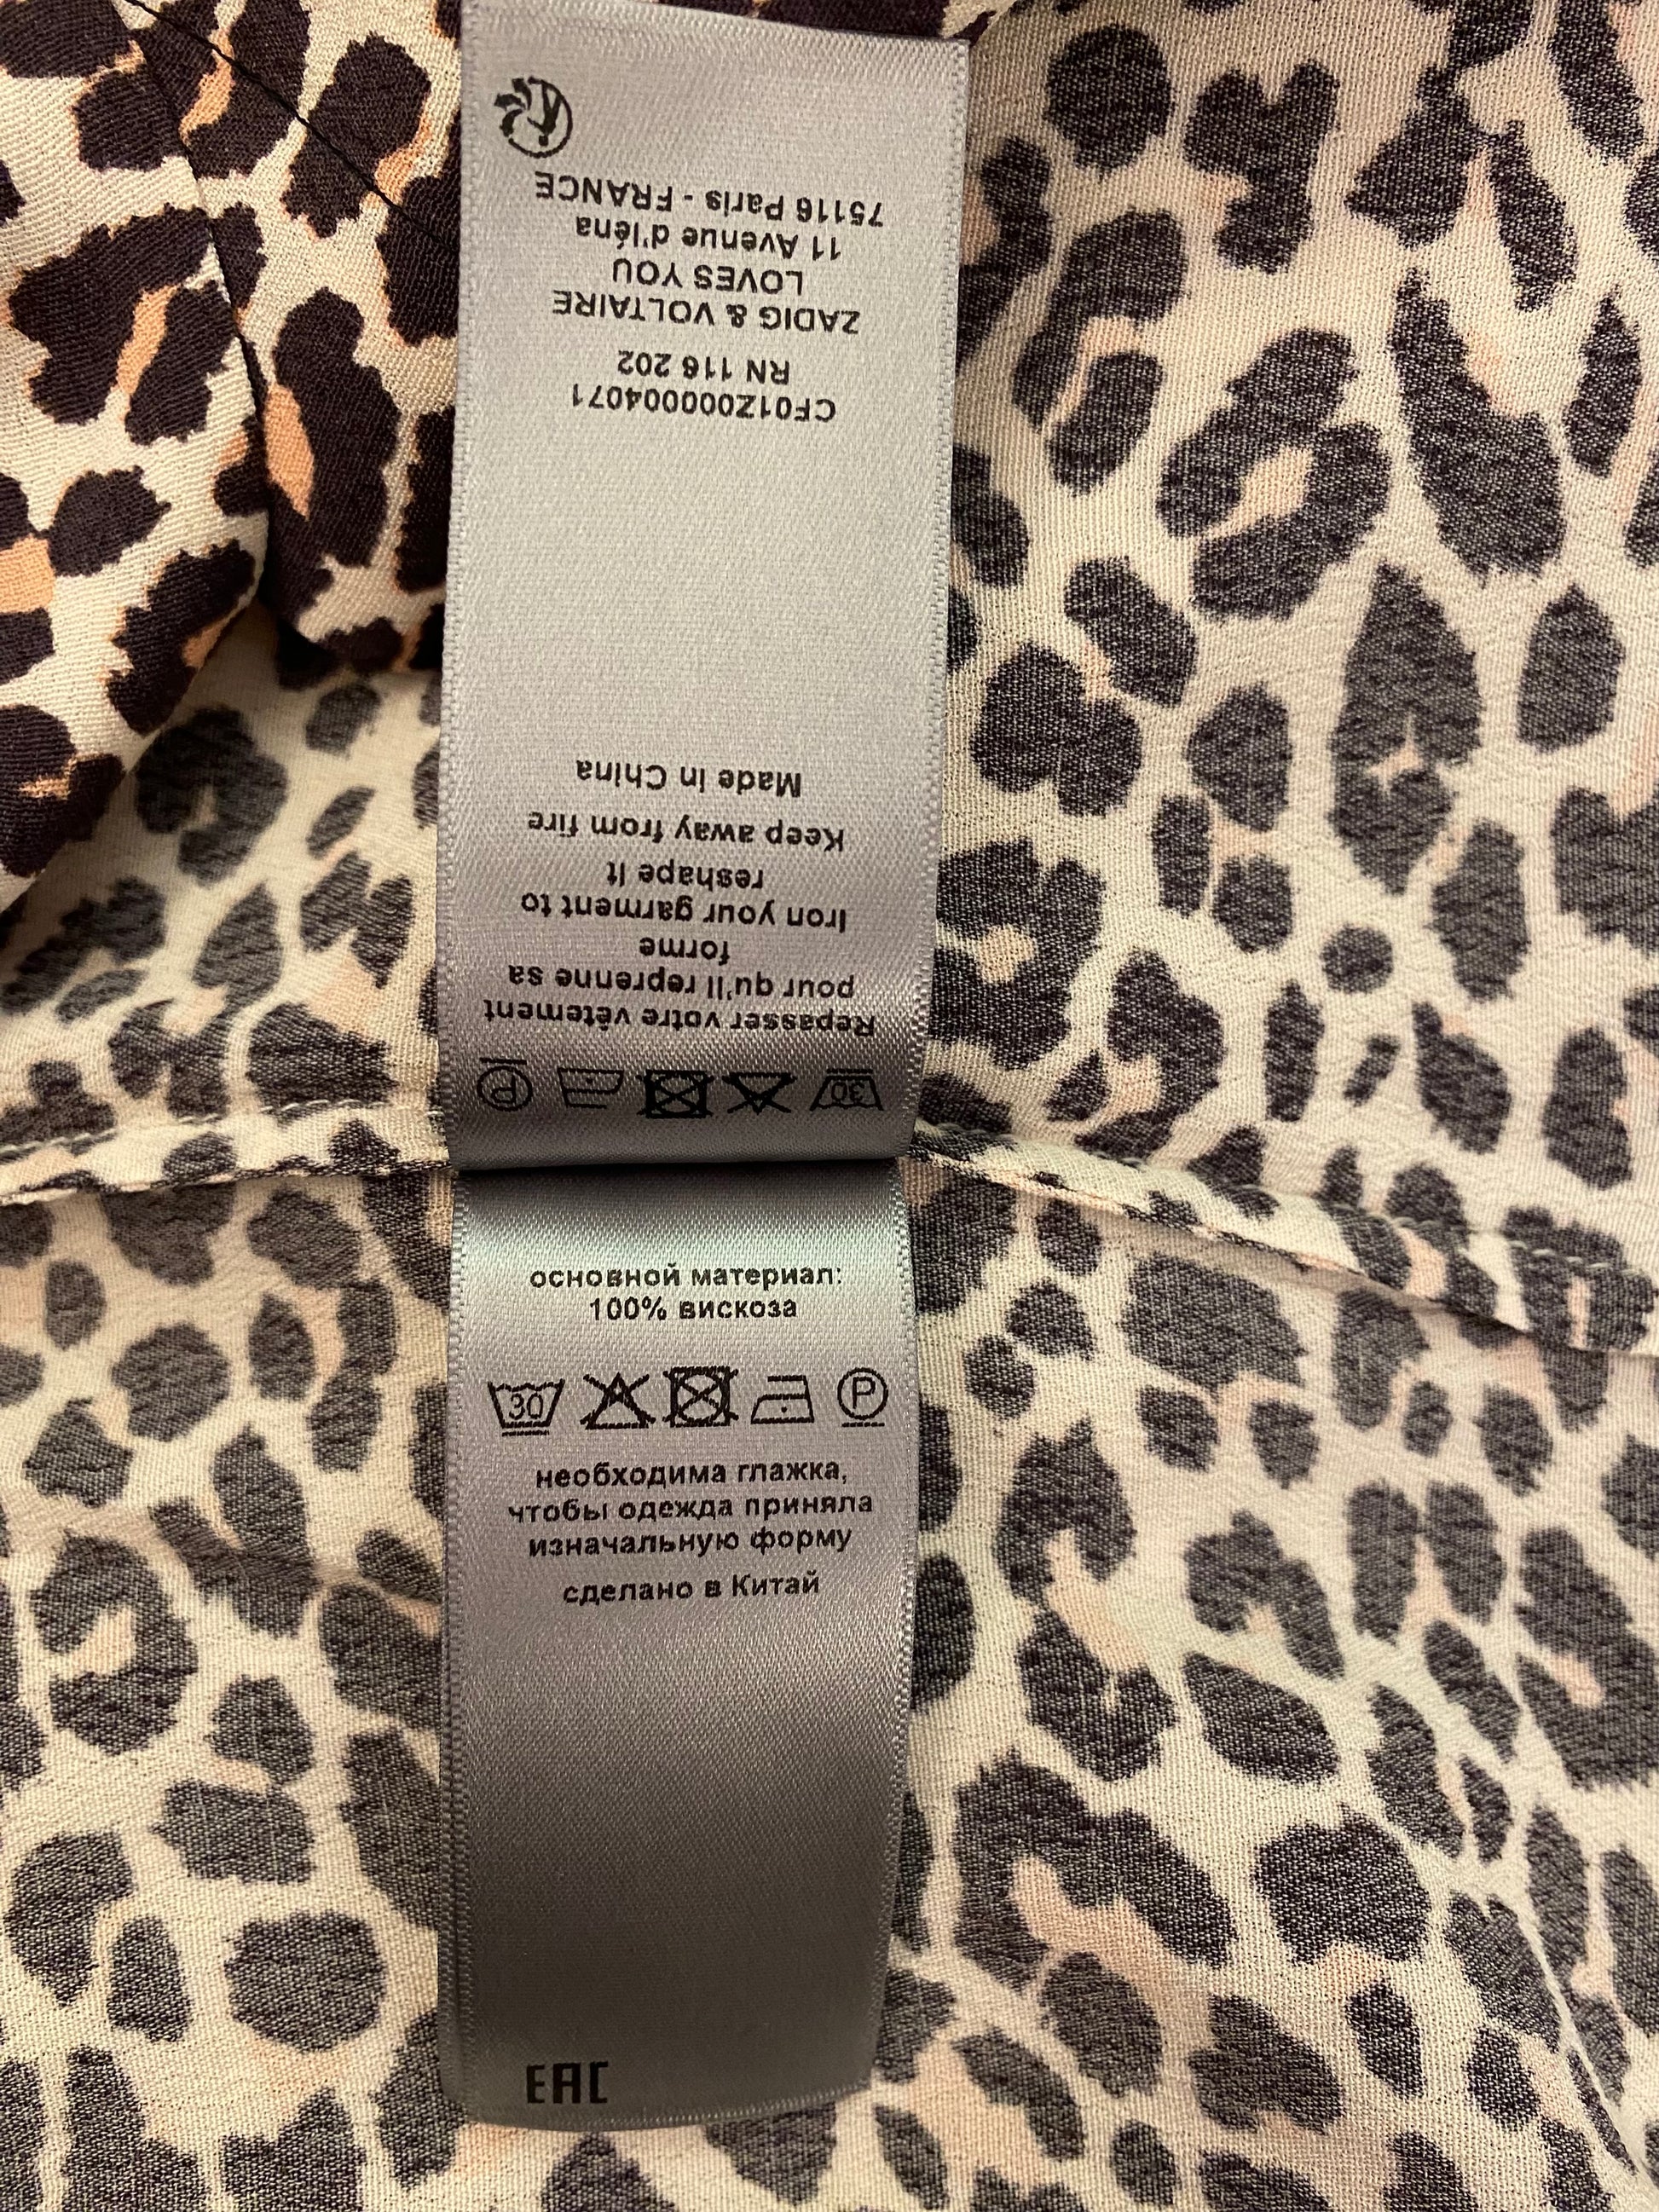 Repasser votre vêtement
pour qu'il reprenne sa
forme
Iron your garment to
reshape it
Keep away from fire
Made in China
CF01Z00004071
RN 116 202
ZADIG & VOLTAIRE
LOVES YOU
11 Avenue d'Iéna
75116 Paris - FRANCE
основной материал:
100% вискоза
30 P
необходима глажка,
чтобы одежда приняла
изначальную форму
сделано в Китай
EAC